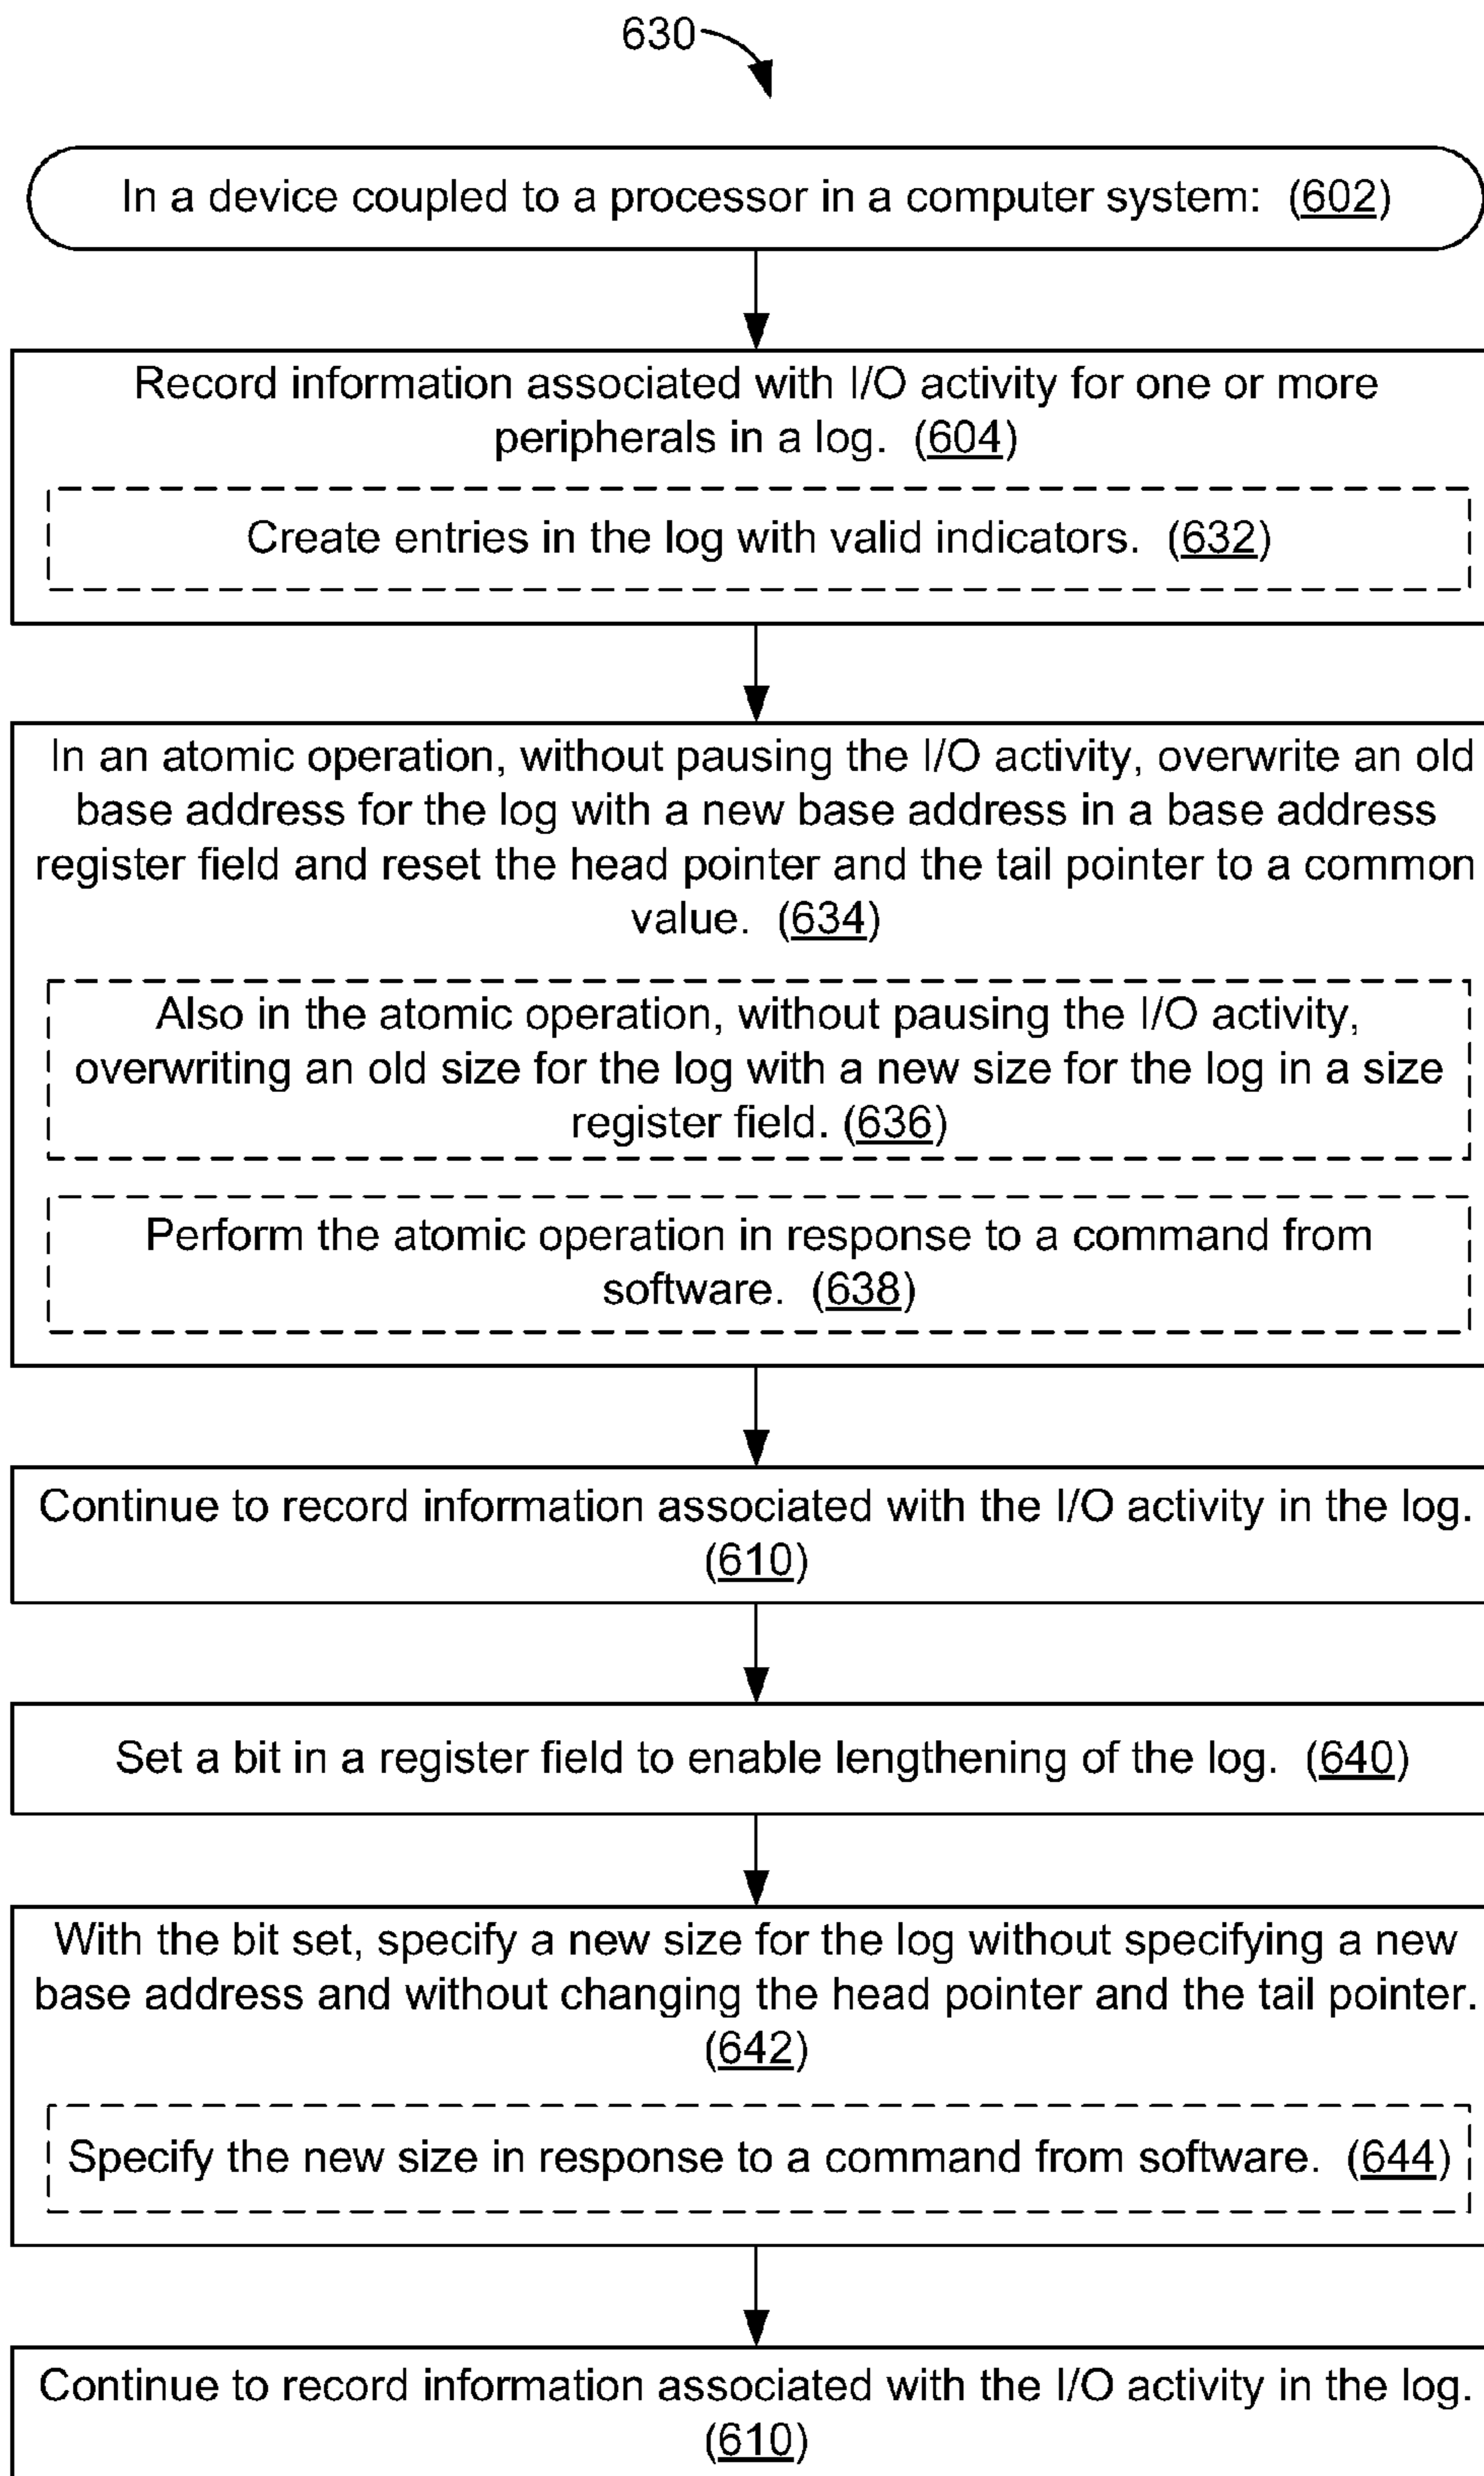 630
In a device coupled to a processor in a computer system: (602)
Record information associated with I/O activity for one or more
peripherals in a log. (604)
Create entries in the log with valid indicators. (632)
In an atomic operation, without pausing the I/O activity, overwrite an old
base address for the log with a new base address in a base address
register field and reset the head pointer and the tail pointer to a common
value. (634)
Also in the atomic operation, without pausing the I/O activity,
overwriting an old size for the log with a new size for the log in a size
register field. (636)
Perform the atomic operation in response to a command from
software. (638)
Continue to record information associated with the I/O activity in the log.
(610)
Set a bit in a register field to enable lengthening of the log. (640)
With the bit set, specify a new size for the log without specifying a new
base address and without changing the head pointer and the tail pointer.
(642)
Specify the new size in response to a command from software. (644)
Continue to record information associated with the I/O activity in the log.
(610)